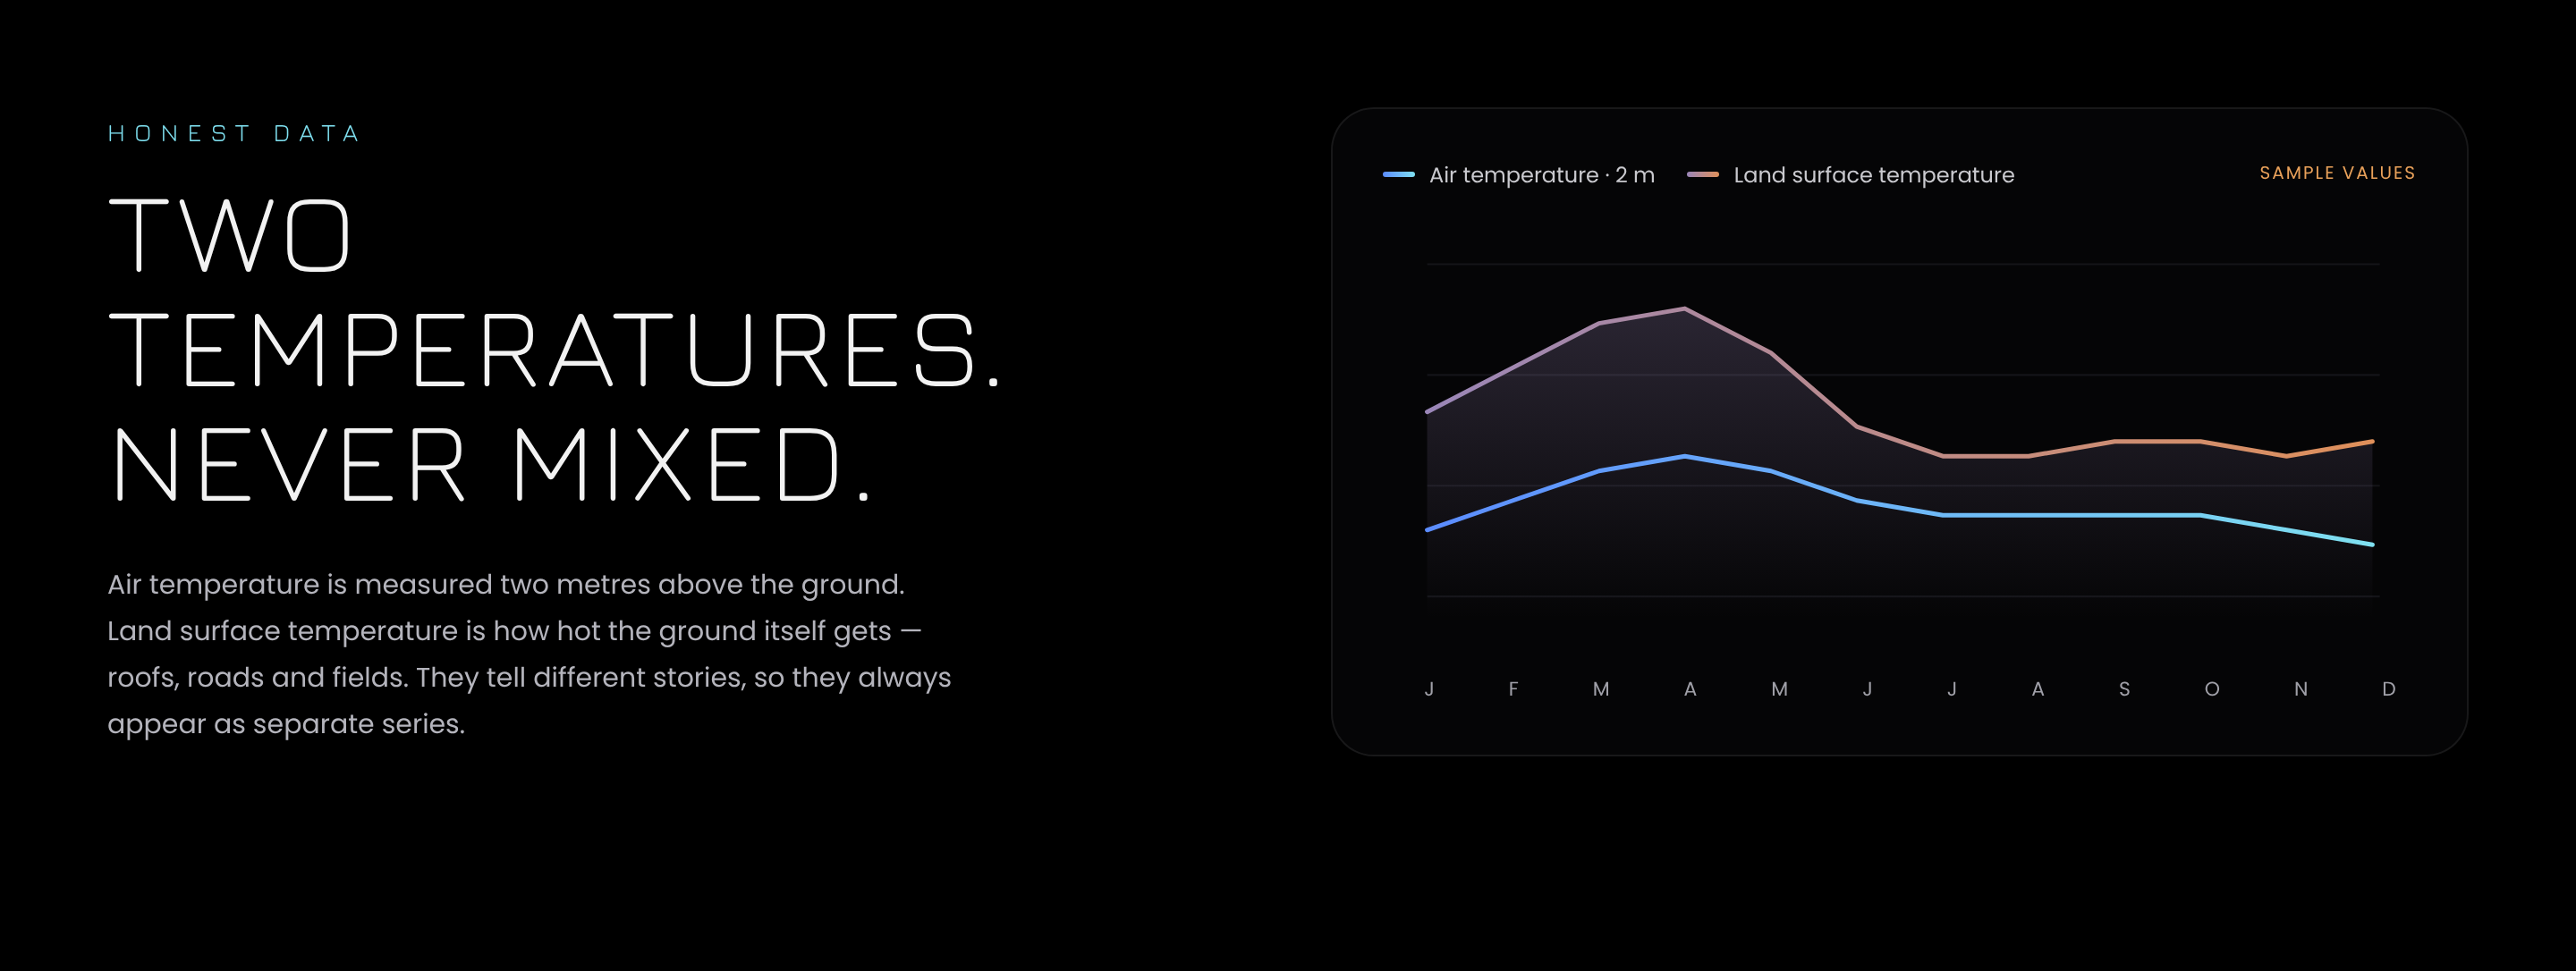 HONEST DATA
TWO
TEMPERATURES.
NEVER MIXED.
Air temperature is measured two metres above the ground.
Land surface temperature is how hot the ground itself gets —
roofs, roads and fields. They tell different stories, so they always
appear as separate series.
Air temperature · 2 m
Land surface temperature
SAMPLE VALUES
J F M A M J J A S O N D